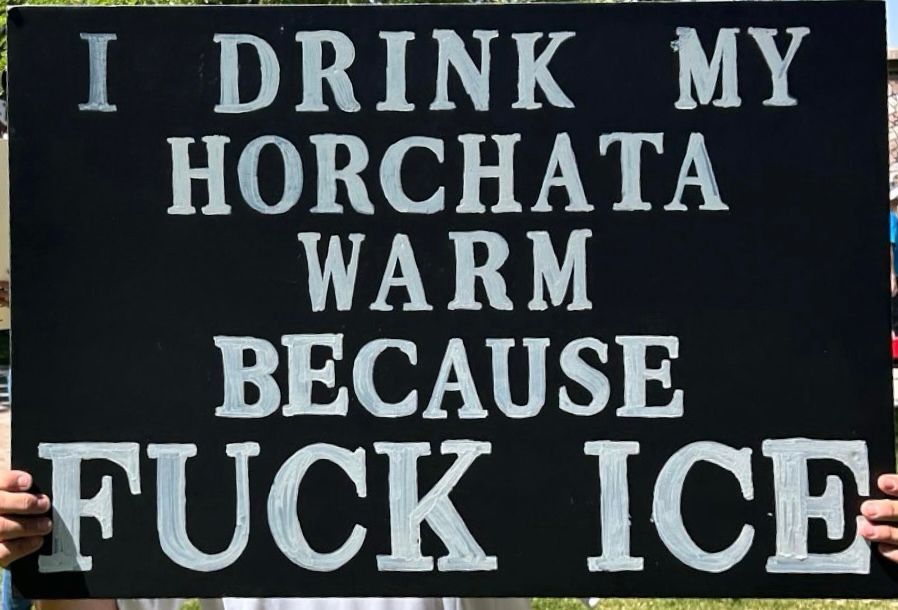 I DRINK MY
HORCHATA
WARM
BECAUSE
FUCK ICE